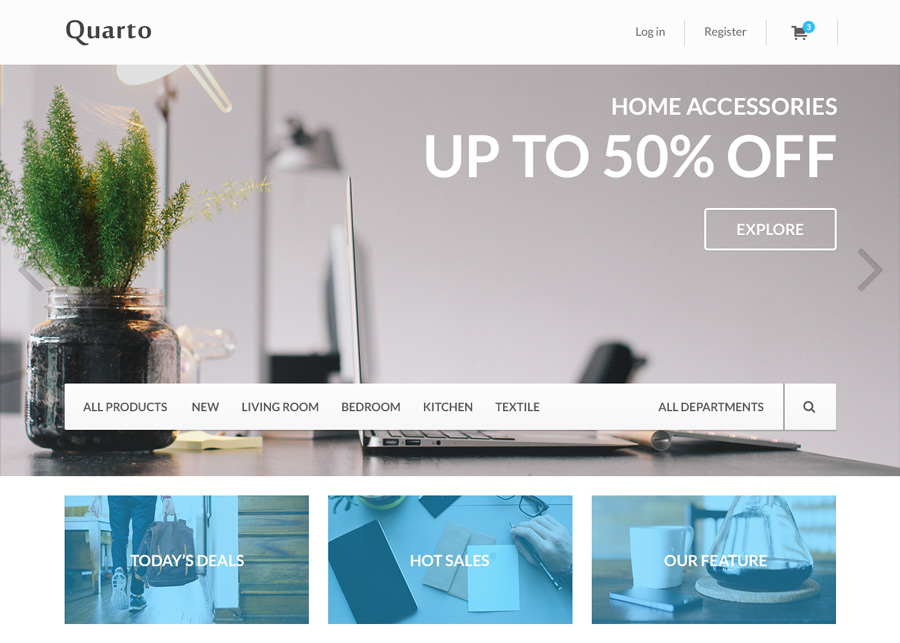 Quarto
Log in
Register
3
HOME ACCESSORIES
UP TO 50% OFF
EXPLORE
ALL PRODUCTS NEW LIVING ROOM BEDROOM KITCHEN TEXTILE ALL DEPARTMENTS
TODAY'S DEALS
HOT SALES
OUR FEATURE